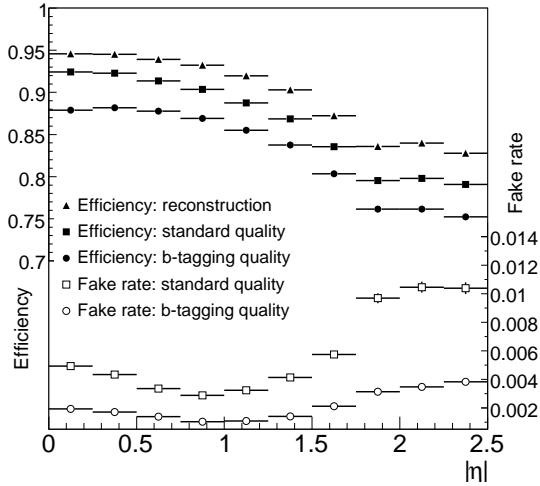 1
0.95
0.9
0.85
0.8
0.75
0.7
Efficiency
Efficiency: reconstruction
Efficiency: standard quality
Efficiency: b-tagging quality
Fake rate: standard quality
Fake rate: b-tagging quality
Fake rate
0.014
0.012
0.01
0.008
0.006
0.004
0.002
0 0.5 1 1.5 2 2.5
|η|